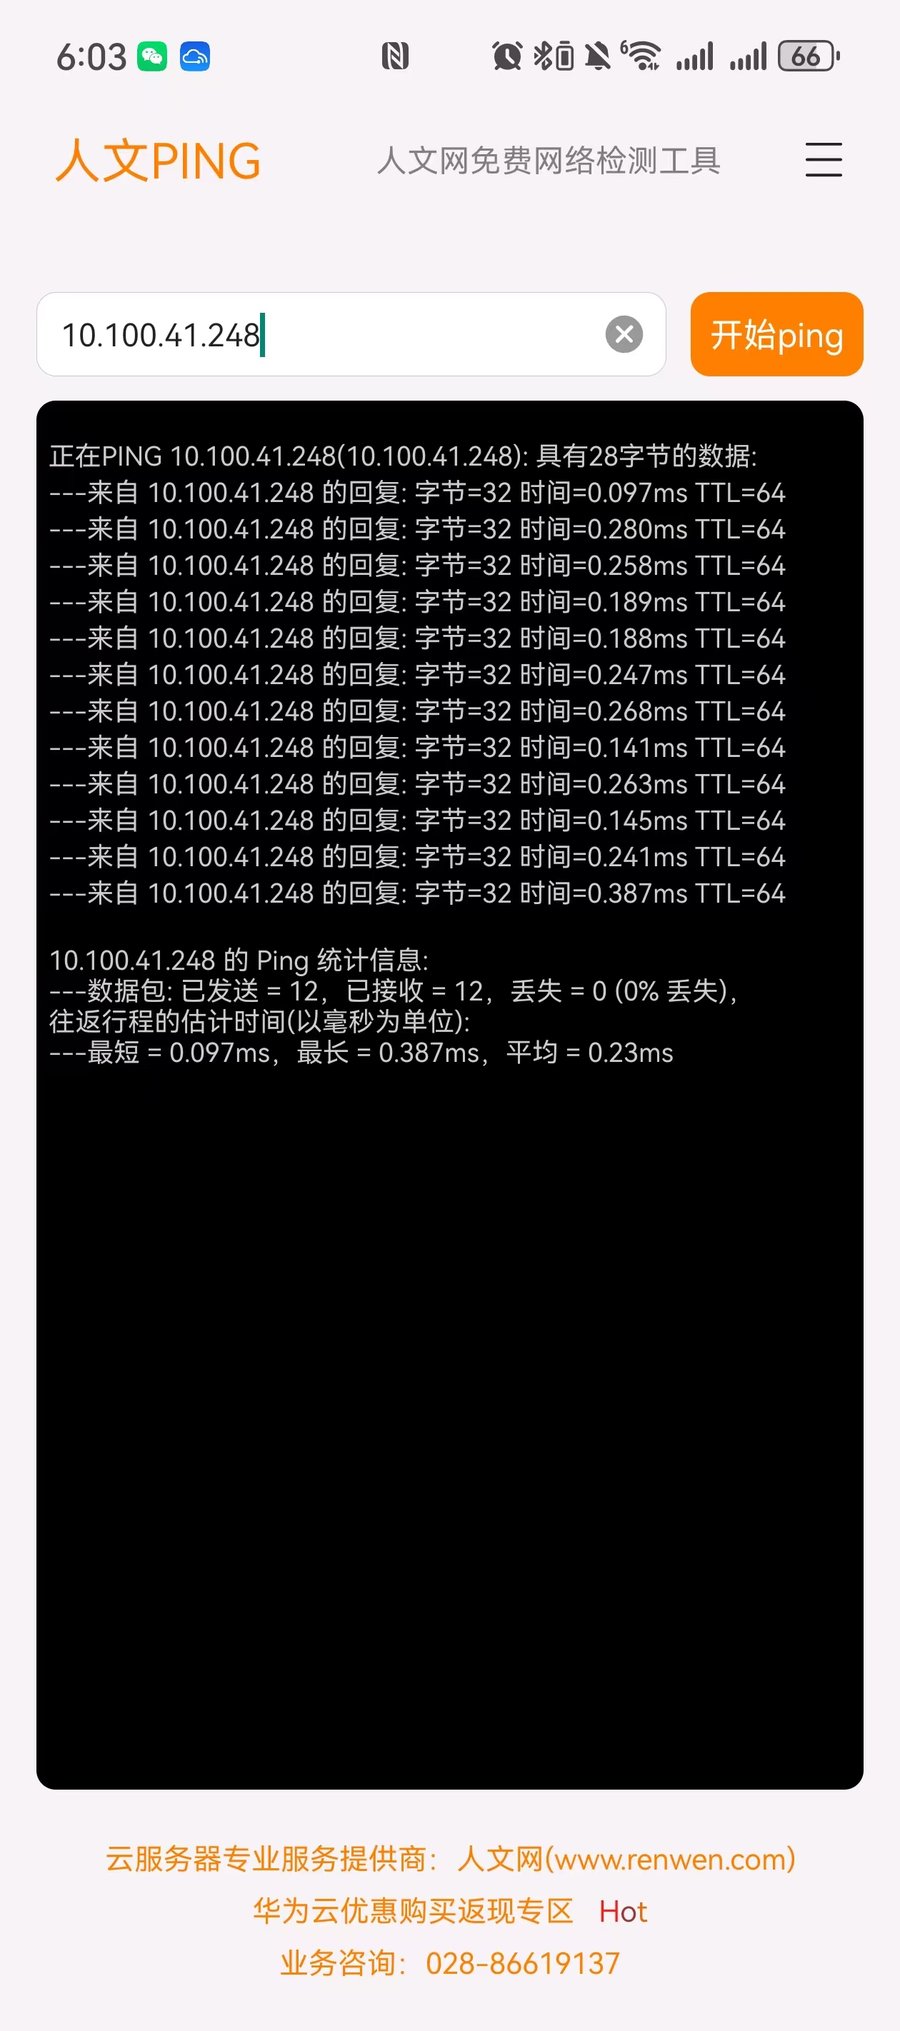 6:03
6
66
人文PING
人文网免费网络检测工具
10.100.41.248
开始ping
正在PING 10.100.41.248(10.100.41.248): 具有28字节的数据:
---来自 10.100.41.248 的回复: 字节=32 时间=0.097ms TTL=64
---来自 10.100.41.248 的回复: 字节=32 时间=0.280ms TTL=64
---来自 10.100.41.248 的回复: 字节=32 时间=0.258ms TTL=64
---来自 10.100.41.248 的回复: 字节=32 时间=0.189ms TTL=64
---来自 10.100.41.248 的回复: 字节=32 时间=0.188ms TTL=64
---来自 10.100.41.248 的回复: 字节=32 时间=0.247ms TTL=64
---来自 10.100.41.248 的回复: 字节=32 时间=0.268ms TTL=64
---来自 10.100.41.248 的回复: 字节=32 时间=0.141ms TTL=64
---来自 10.100.41.248 的回复: 字节=32 时间=0.263ms TTL=64
---来自 10.100.41.248 的回复: 字节=32 时间=0.145ms TTL=64
---来自 10.100.41.248 的回复: 字节=32 时间=0.241ms TTL=64
---来自 10.100.41.248 的回复: 字节=32 时间=0.387ms TTL=64
10.100.41.248 的 Ping 统计信息:
---数据包: 已发送 = 12，已接收 = 12，丢失 = 0 (0% 丢失)，
往返行程的估计时间(以毫秒为单位):
---最短 = 0.097ms，最长 = 0.387ms，平均 = 0.23ms
云服务器专业服务提供商：人文网(www.renwen.com)
华为云优惠购买返现专区 Hot
业务咨询：028-86619137